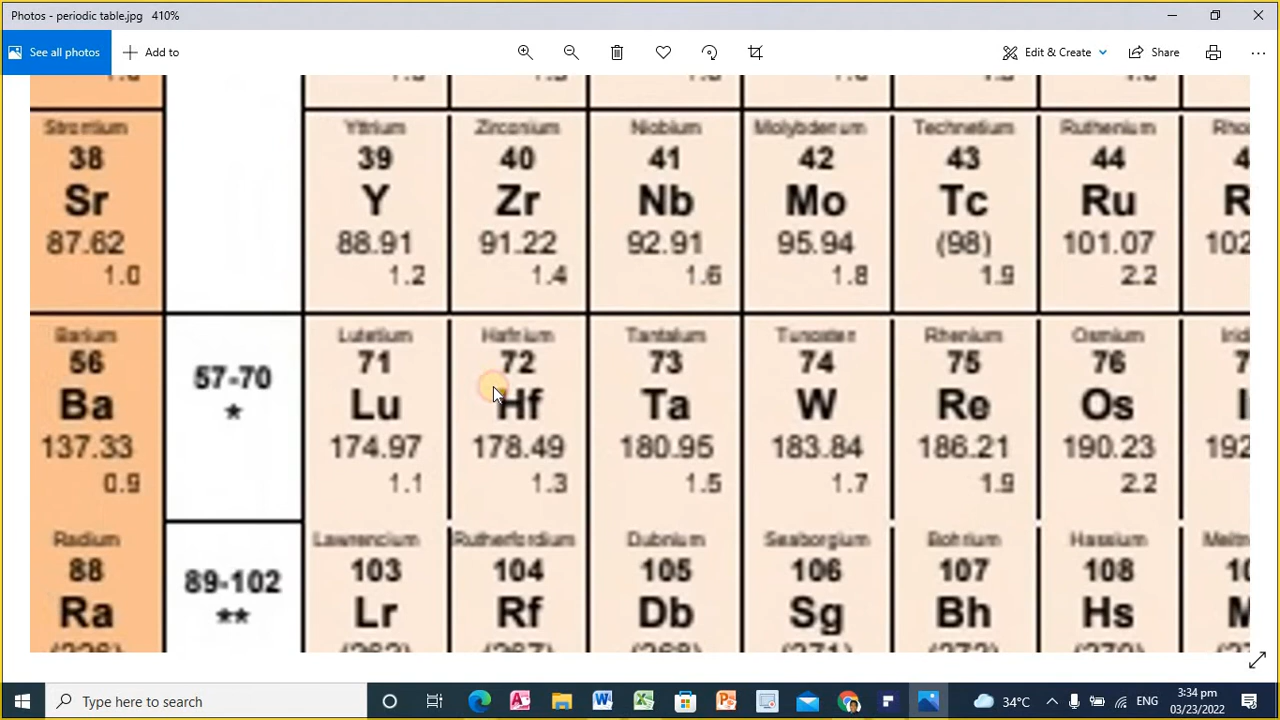 Photos - periodic table.jpg 410%
See all photos
Add to
Edit & Create
Share
Strontium Yttrium Zirconium Niobium Molybdenum Technetium Ruthenium
38 39 40 41 42 43 44
Sr Y Zr Nb Mo Tc Ru
87.62 88.91 91.22 92.91 95.94 (98) 101.07
1.0 1.2 1.4 1.6 1.8 1.9 2.2
Barium Lutetium Hafnium Tantalum Tungsten Rhenium Osmium
56 57-70 71 72 73 74 75 76
Ba * Lu Hf Ta W Re Os
137.33 174.97 178.49 180.95 183.84 186.21 190.23
0.9 1.1 1.3 1.5 1.7 1.9 2.2
Radium Lawrencium Rutherfordium Dubnium Seaborgium Bohrium Hassium
88 89-102 103 104 105 106 107 108
Ra ** Lr Rf Db Sg Bh Hs
Type here to search
34°C
ENG
3:34 pm
03/23/2022